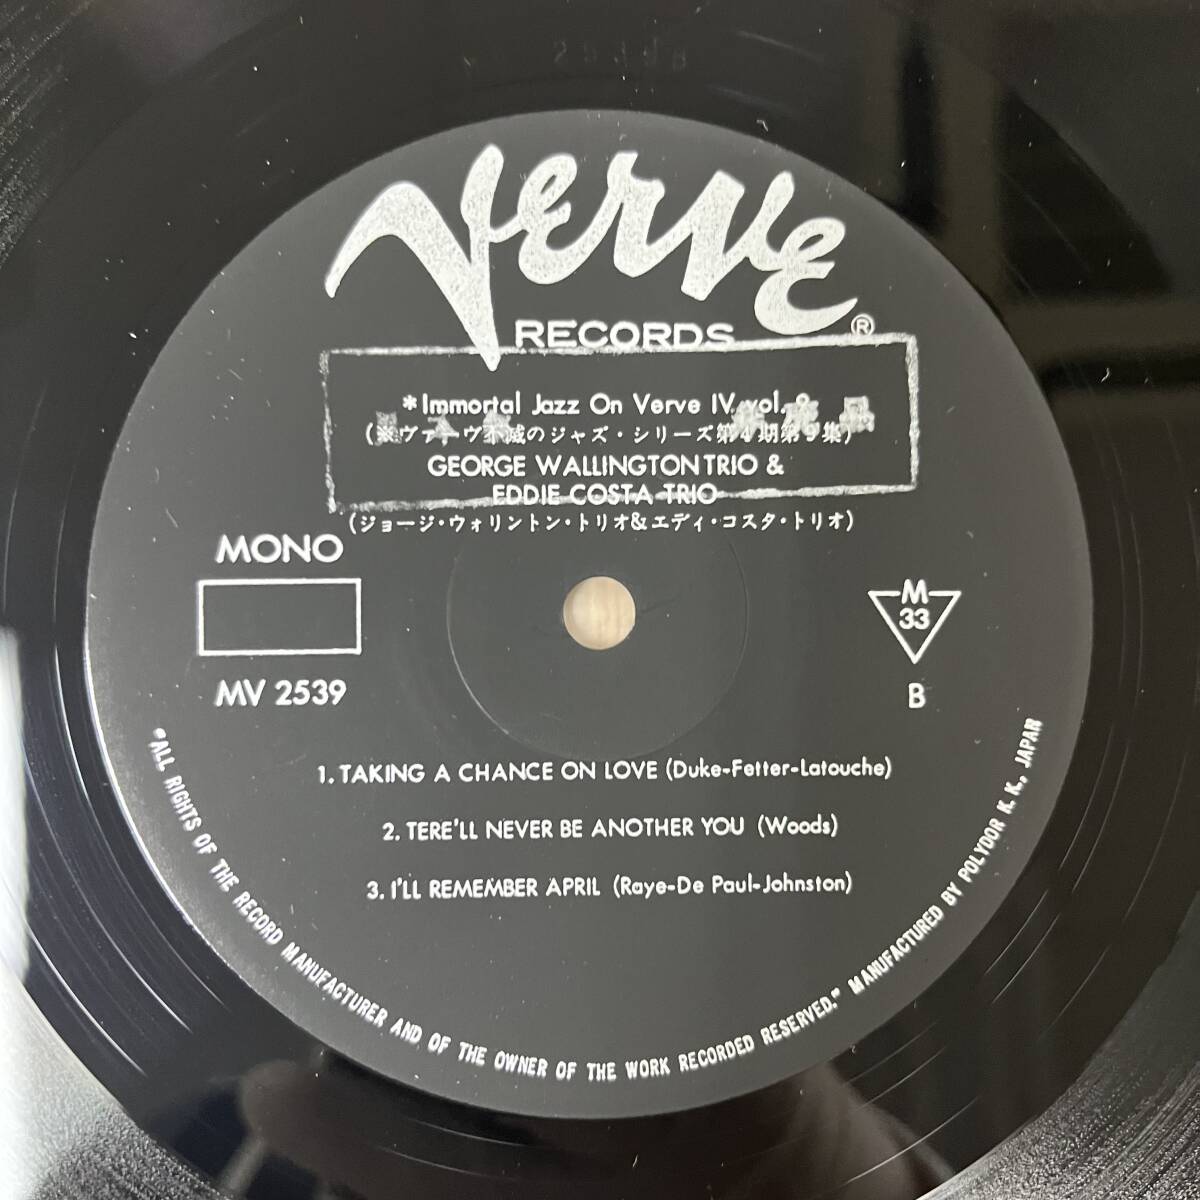 Verve
RECORDS ®
*Immortal Jazz On Verve IV. vol. 9
(※ヴァーヴ不滅のジャズ・シリーズ第4期第9集)
GEORGE WALLINGTON TRIO &
EDDIE COSTA TRIO
(ジョージ・ウォリントン・トリオ&エディ・コスタ・トリオ)
MONO
MV 2539
M
33
B
1. TAKING A CHANCE ON LOVE (Duke-Fetter-Latouche)
2. TERE'LL NEVER BE ANOTHER YOU (Woods)
3. I'LL REMEMBER APRIL (Raye-De Paul-Johnston)
"ALL RIGHTS OF THE RECORD MANUFACTURER AND OF THE OWNER OF THE WORK RECORDED RESERVED." MANUFACTURED BY POLYDOR K. K., JAPAN